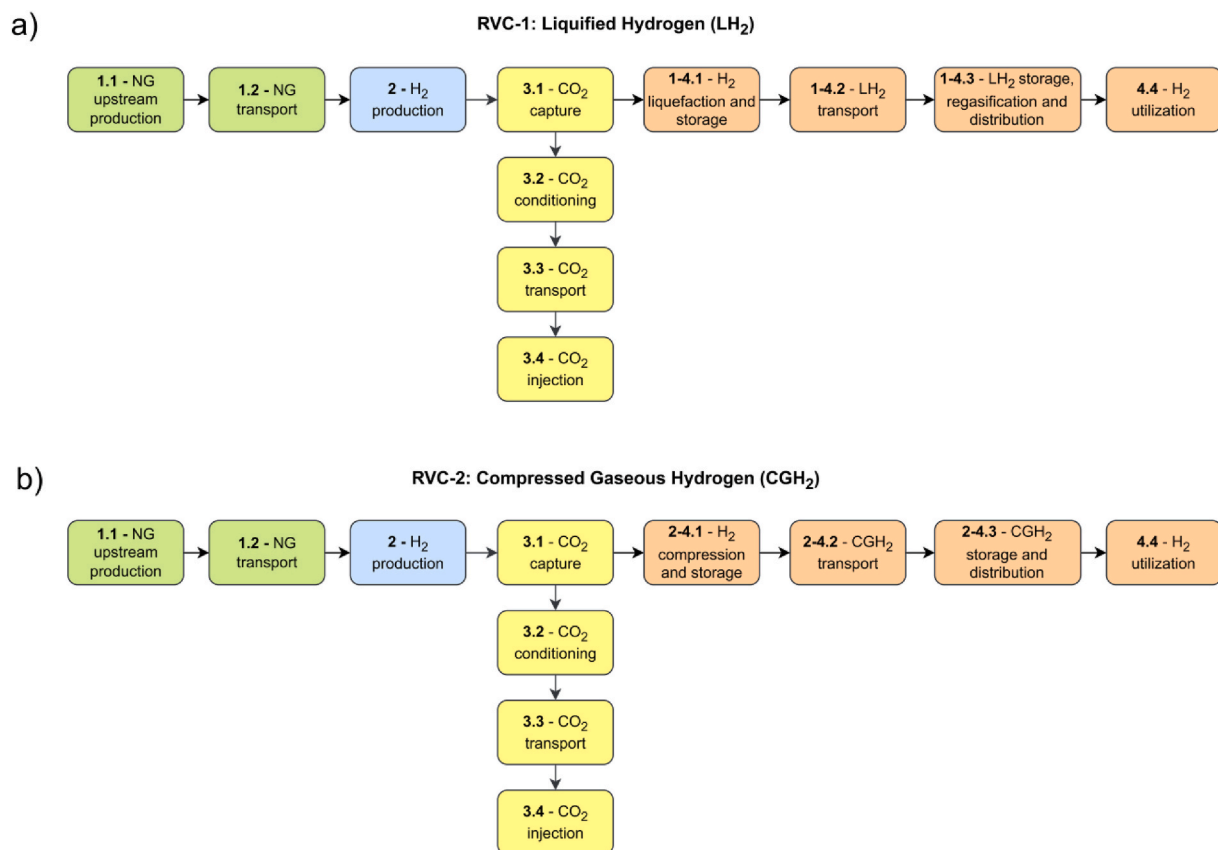 a)
RVC-1: Liquified Hydrogen (LH₂)
1.1 - NG
upstream
production
1.2 - NG
transport
2 - H₂
production
3.1 - CO₂
capture
1-4.1 - H₂
liquefaction and
storage
1-4.2 - LH₂
transport
1-4.3 - LH₂ storage,
regasification and
distribution
4.4 - H₂
utilization
3.2 - CO₂
conditioning
3.3 - CO₂
transport
3.4 - CO₂
injection
b)
RVC-2: Compressed Gaseous Hydrogen (CGH₂)
1.1 - NG
upstream
production
1.2 - NG
transport
2 - H₂
production
3.1 - CO₂
capture
2-4.1 - H₂
compression
and storage
2-4.2 - CGH₂
transport
2-4.3 - CGH₂
storage and
distribution
4.4 - H₂
utilization
3.2 - CO₂
conditioning
3.3 - CO₂
transport
3.4 - CO₂
injection